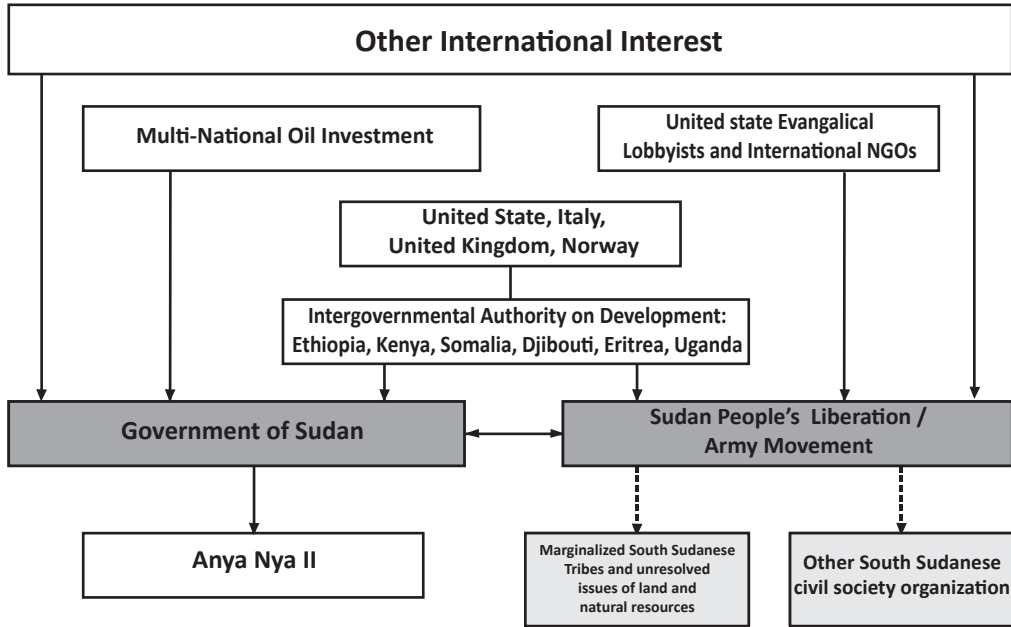 Other International Interest
Multi-National Oil Investment
United state Evangalical
Lobbyists and International NGOs
United State, Italy,
United Kingdom, Norway
Intergovernmental Authority on Development:
Ethiopia, Kenya, Somalia, Djibouti, Eritrea, Uganda
Government of Sudan
Sudan People's Liberation /
Army Movement
Anya Nya II
Marginalized South Sudanese
Tribes and unresolved
issues of land and
natural resources
Other South Sudanese
civil society organization